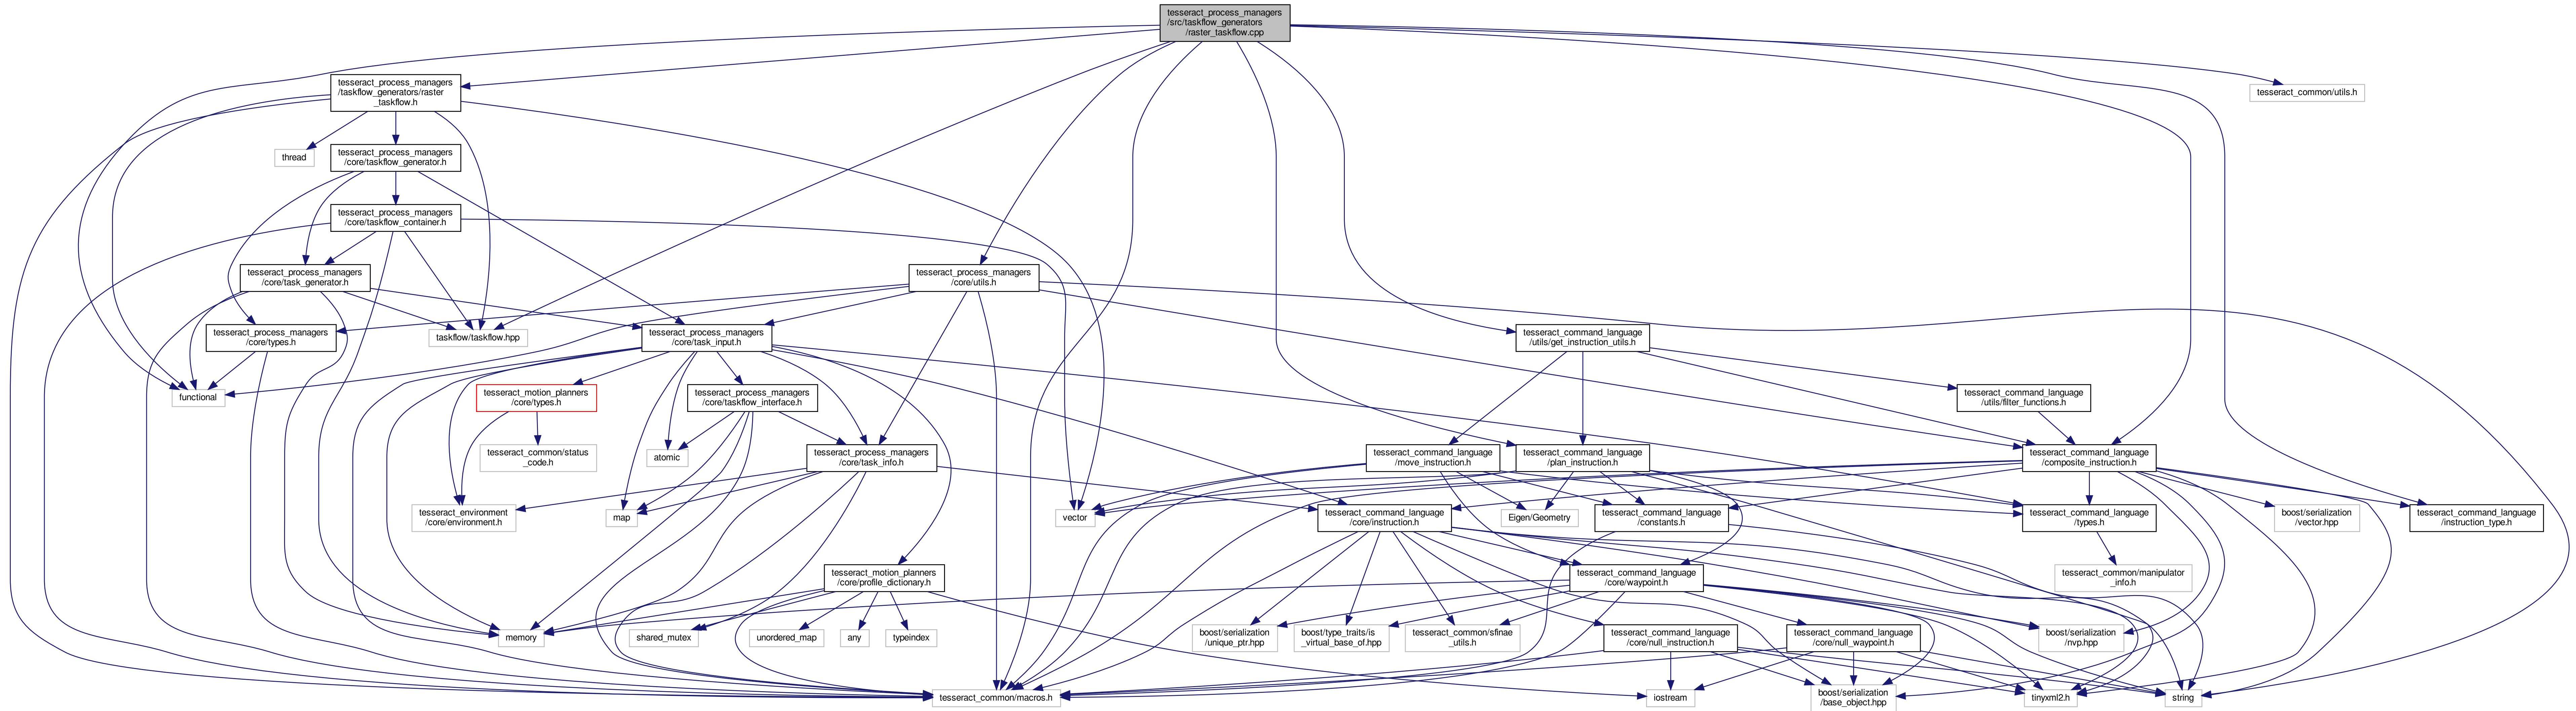 tesseract_process_managers
/src/taskflow_generators
/raster_taskflow.cpp
tesseract_process_managers
/taskflow_generators/raster
_taskflow.h
tesseract_common/utils.h
thread
tesseract_process_managers
/core/taskflow_generator.h
tesseract_process_managers
/core/taskflow_container.h
tesseract_process_managers
/core/task_generator.h
tesseract_process_managers
/core/utils.h
tesseract_process_managers
/core/types.h
taskflow/taskflow.hpp
tesseract_process_managers
/core/task_input.h
tesseract_command_language
/utils/get_instruction_utils.h
functional
tesseract_motion_planners
/core/types.h
tesseract_process_managers
/core/taskflow_interface.h
tesseract_command_language
/utils/filter_functions.h
tesseract_common/status
_code.h
atomic
tesseract_process_managers
/core/task_info.h
tesseract_command_language
/move_instruction.h
tesseract_command_language
/plan_instruction.h
tesseract_command_language
/composite_instruction.h
tesseract_environment
/core/environment.h
map
vector
tesseract_command_language
/core/instruction.h
Eigen/Geometry
tesseract_command_language
/constants.h
tesseract_command_language
/types.h
boost/serialization
/vector.hpp
tesseract_command_language
/instruction_type.h
tesseract_motion_planners
/core/profile_dictionary.h
tesseract_command_language
/core/waypoint.h
tesseract_common/manipulator
_info.h
memory
shared_mutex
unordered_map
any
typeindex
boost/serialization
/unique_ptr.hpp
boost/type_traits/is
_virtual_base_of.hpp
tesseract_common/sfinae
_utils.h
tesseract_command_language
/core/null_instruction.h
tesseract_command_language
/core/null_waypoint.h
boost/serialization
/nvp.hpp
tesseract_common/macros.h
iostream
boost/serialization
/base_object.hpp
tinyxml2.h
string